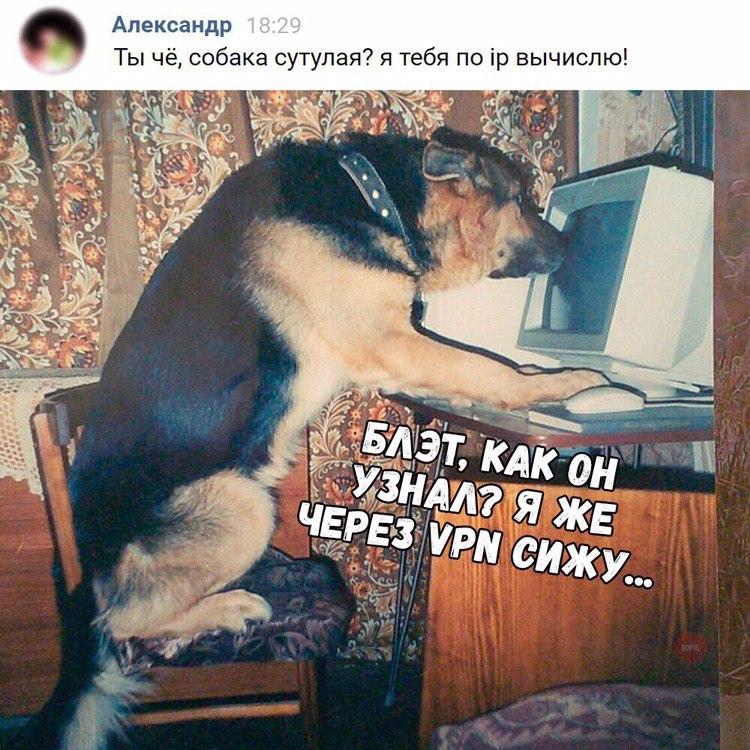 Александр 18:29
Ты чё, собака сутулая? я тебя по ip вычислю!
БЛЭТ, КАК ОН
УЗНАЛ? Я ЖЕ
ЧЕРЕЗ VPN СИЖУ...
БОРЩ